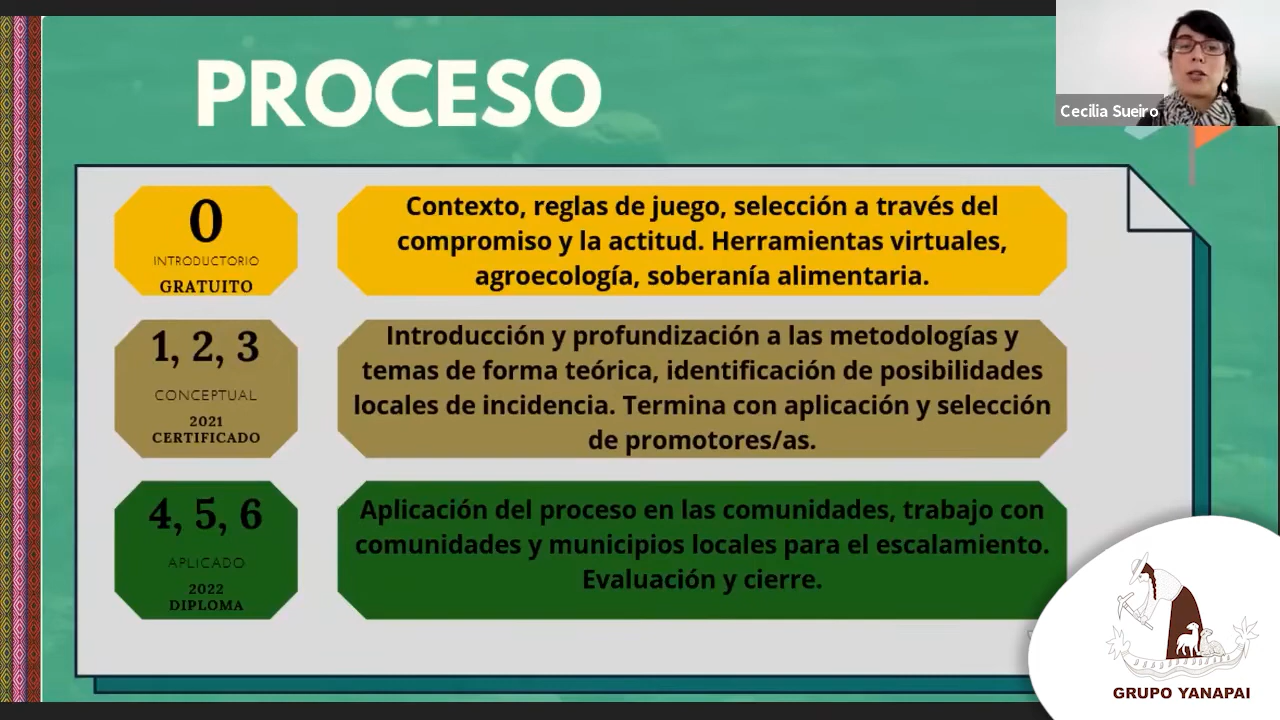 PROCESO
Cecilia Sueiro
0
INTRODUCTORIO
GRATUITO
Contexto, reglas de juego, selección a través del
compromiso y la actitud. Herramientas virtuales,
agroecología, soberanía alimentaria.
1, 2, 3
CONCEPTUAL
2021
CERTIFICADO
Introducción y profundización a las metodologías y
temas de forma teórica, identificación de posibilidades
locales de incidencia. Termina con aplicación y selección
de promotores/as.
4, 5, 6
APLICADO
2022
DIPLOMA
Aplicación del proceso en las comunidades, trabajo con
comunidades y municipios locales para el escalamiento.
Evaluación y cierre.
GRUPO YANAPAI